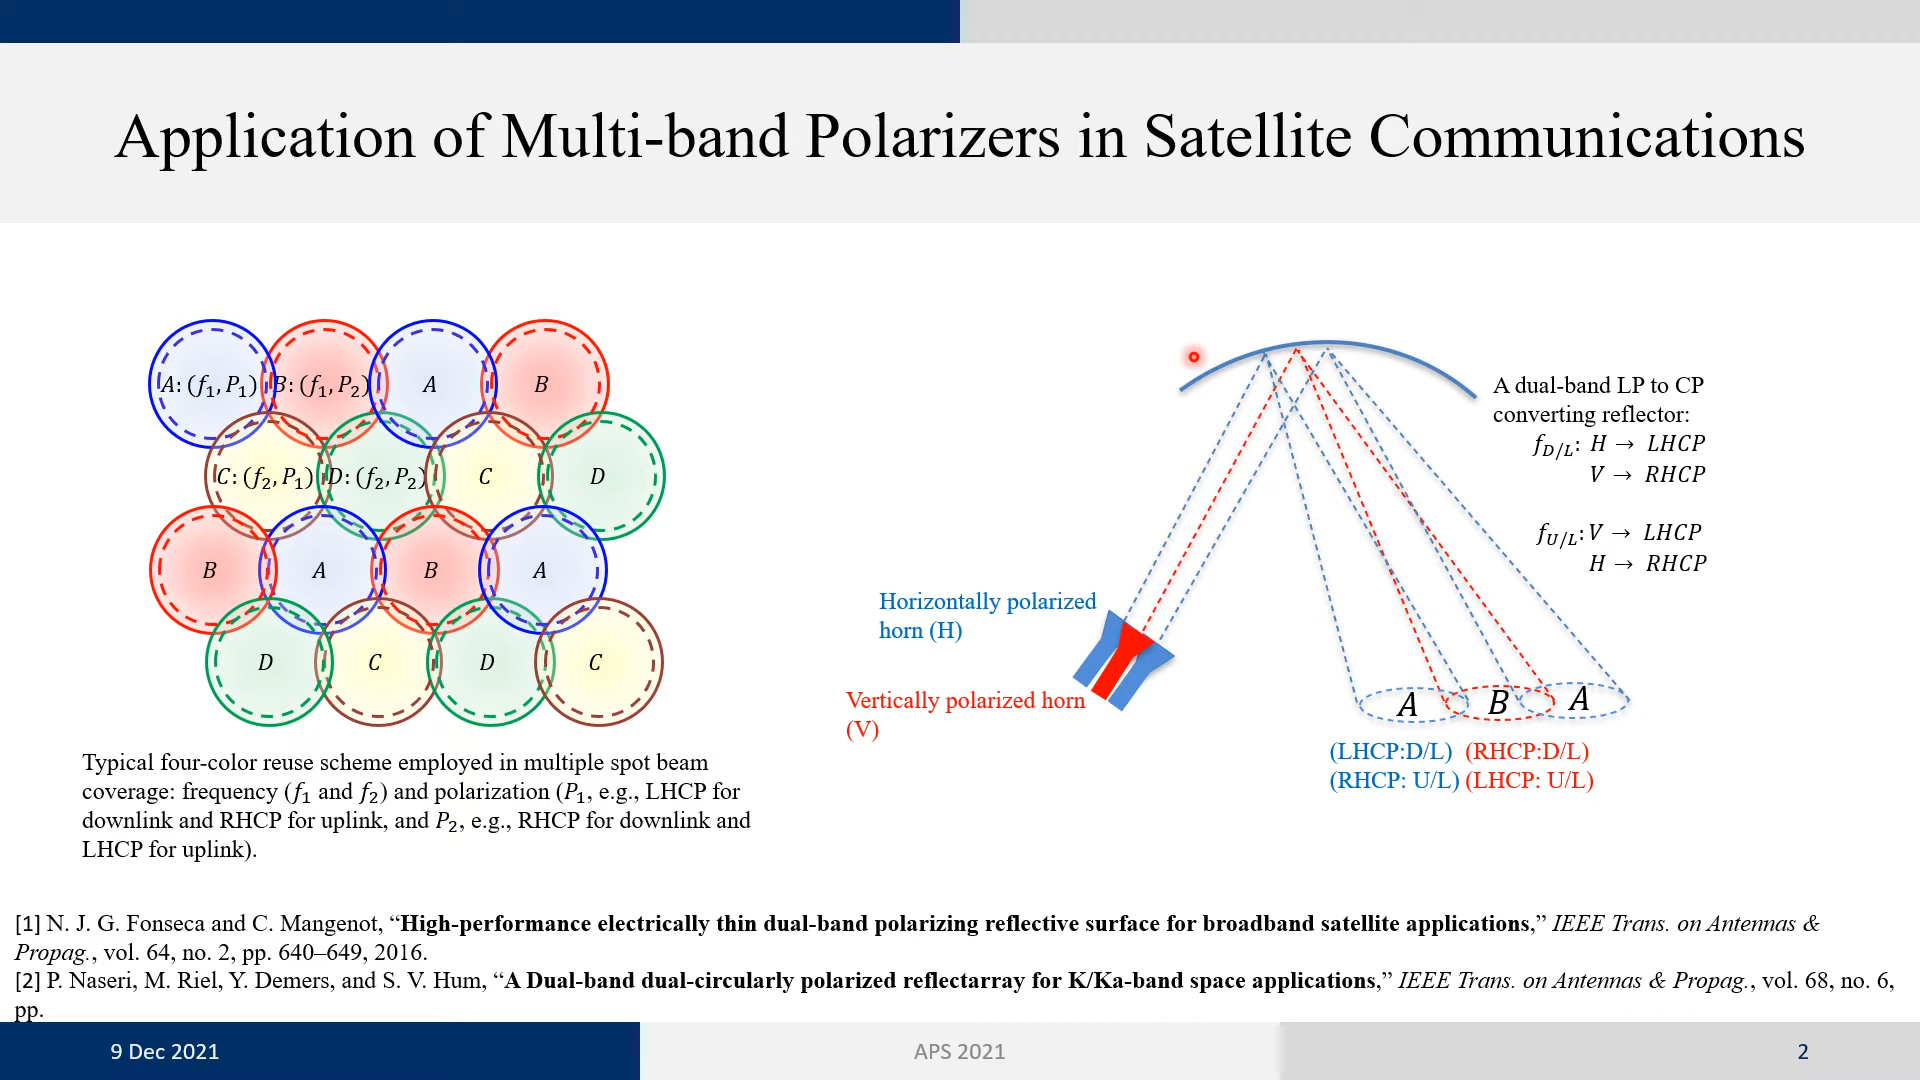 Application of Multi-band Polarizers in Satellite Communications
A: (f₁, P₁) B: (f₁, P₂) A B
C: (f₂, P₁) D: (f₂, P₂) C D
B A B A
D C D C
Typical four-color reuse scheme employed in multiple spot beam
coverage: frequency (f₁ and f₂) and polarization (P₁, e.g., LHCP for
downlink and RHCP for uplink, and P₂, e.g., RHCP for downlink and
LHCP for uplink).
A dual-band LP to CP
converting reflector:
f_D/L: H → LHCP
V → RHCP
f_U/L: V → LHCP
H → RHCP
Horizontally polarized
horn (H)
Vertically polarized horn
(V)
A B A
(LHCP:D/L) (RHCP:D/L)
(RHCP: U/L) (LHCP: U/L)
[1] N. J. G. Fonseca and C. Mangenot, “High-performance electrically thin dual-band polarizing reflective surface for broadband satellite applications,” IEEE Trans. on Antennas &
Propag., vol. 64, no. 2, pp. 640–649, 2016.
[2] P. Naseri, M. Riel, Y. Demers, and S. V. Hum, “A Dual-band dual-circularly polarized reflectarray for K/Ka-band space applications,” IEEE Trans. on Antennas & Propag., vol. 68, no. 6,
pp.
9 Dec 2021 APS 2021 2